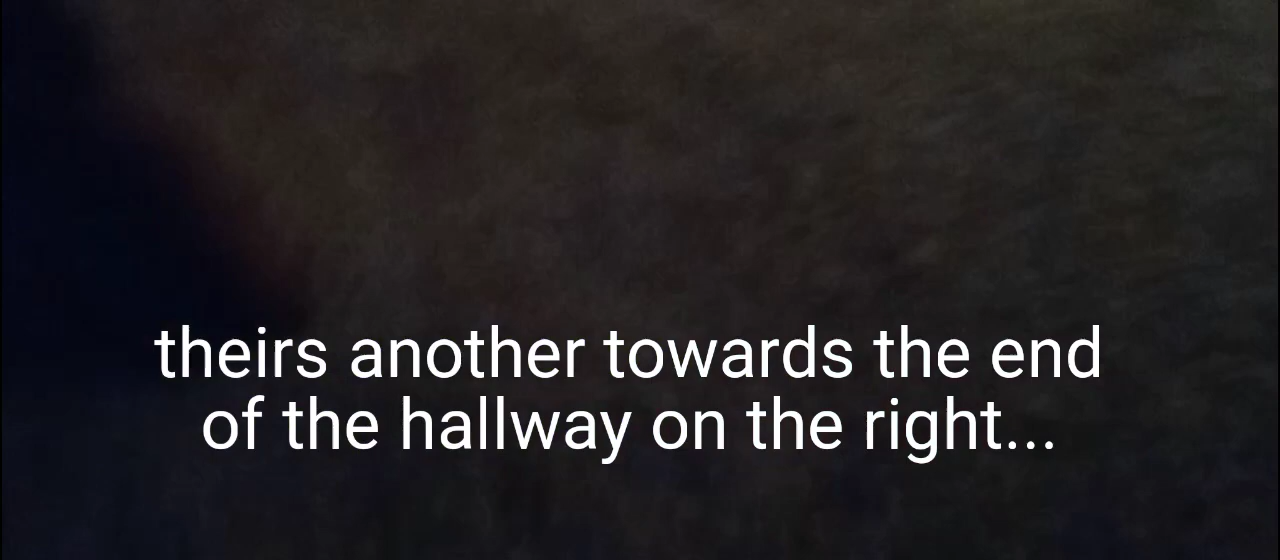 theirs another towards the end
of the hallway on the right...